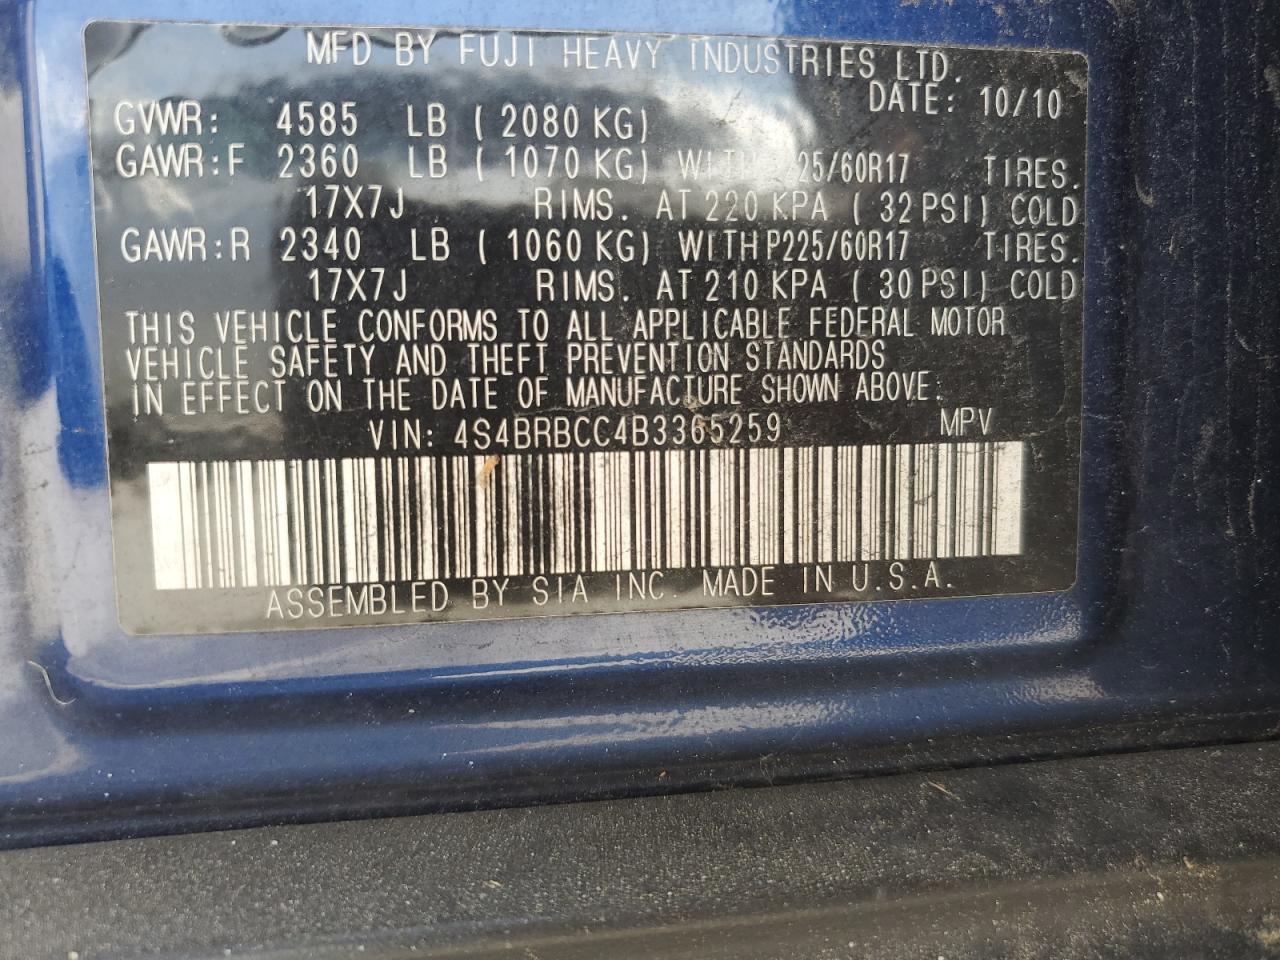 MFD BY FUJI HEAVY INDUSTRIES LTD.
DATE: 10/10
GVWR: 4585 LB ( 2080 KG)
GAWR:F 2360 LB ( 1070 KG) WITH P225/60R17 TIRES.
17X7J RIMS. AT 220 KPA ( 32 PSI) COLD
GAWR:R 2340 LB ( 1060 KG) WITH P225/60R17 TIRES.
17X7J RIMS. AT 210 KPA ( 30 PSI) COLD
THIS VEHICLE CONFORMS TO ALL APPLICABLE FEDERAL MOTOR
VEHICLE SAFETY AND THEFT PREVENTION STANDARDS
IN EFFECT ON THE DATE OF MANUFACTURE SHOWN ABOVE.
VIN: 4S4BRBCC4B3365259 MPV
ASSEMBLED BY SIA INC. MADE IN U.S.A.